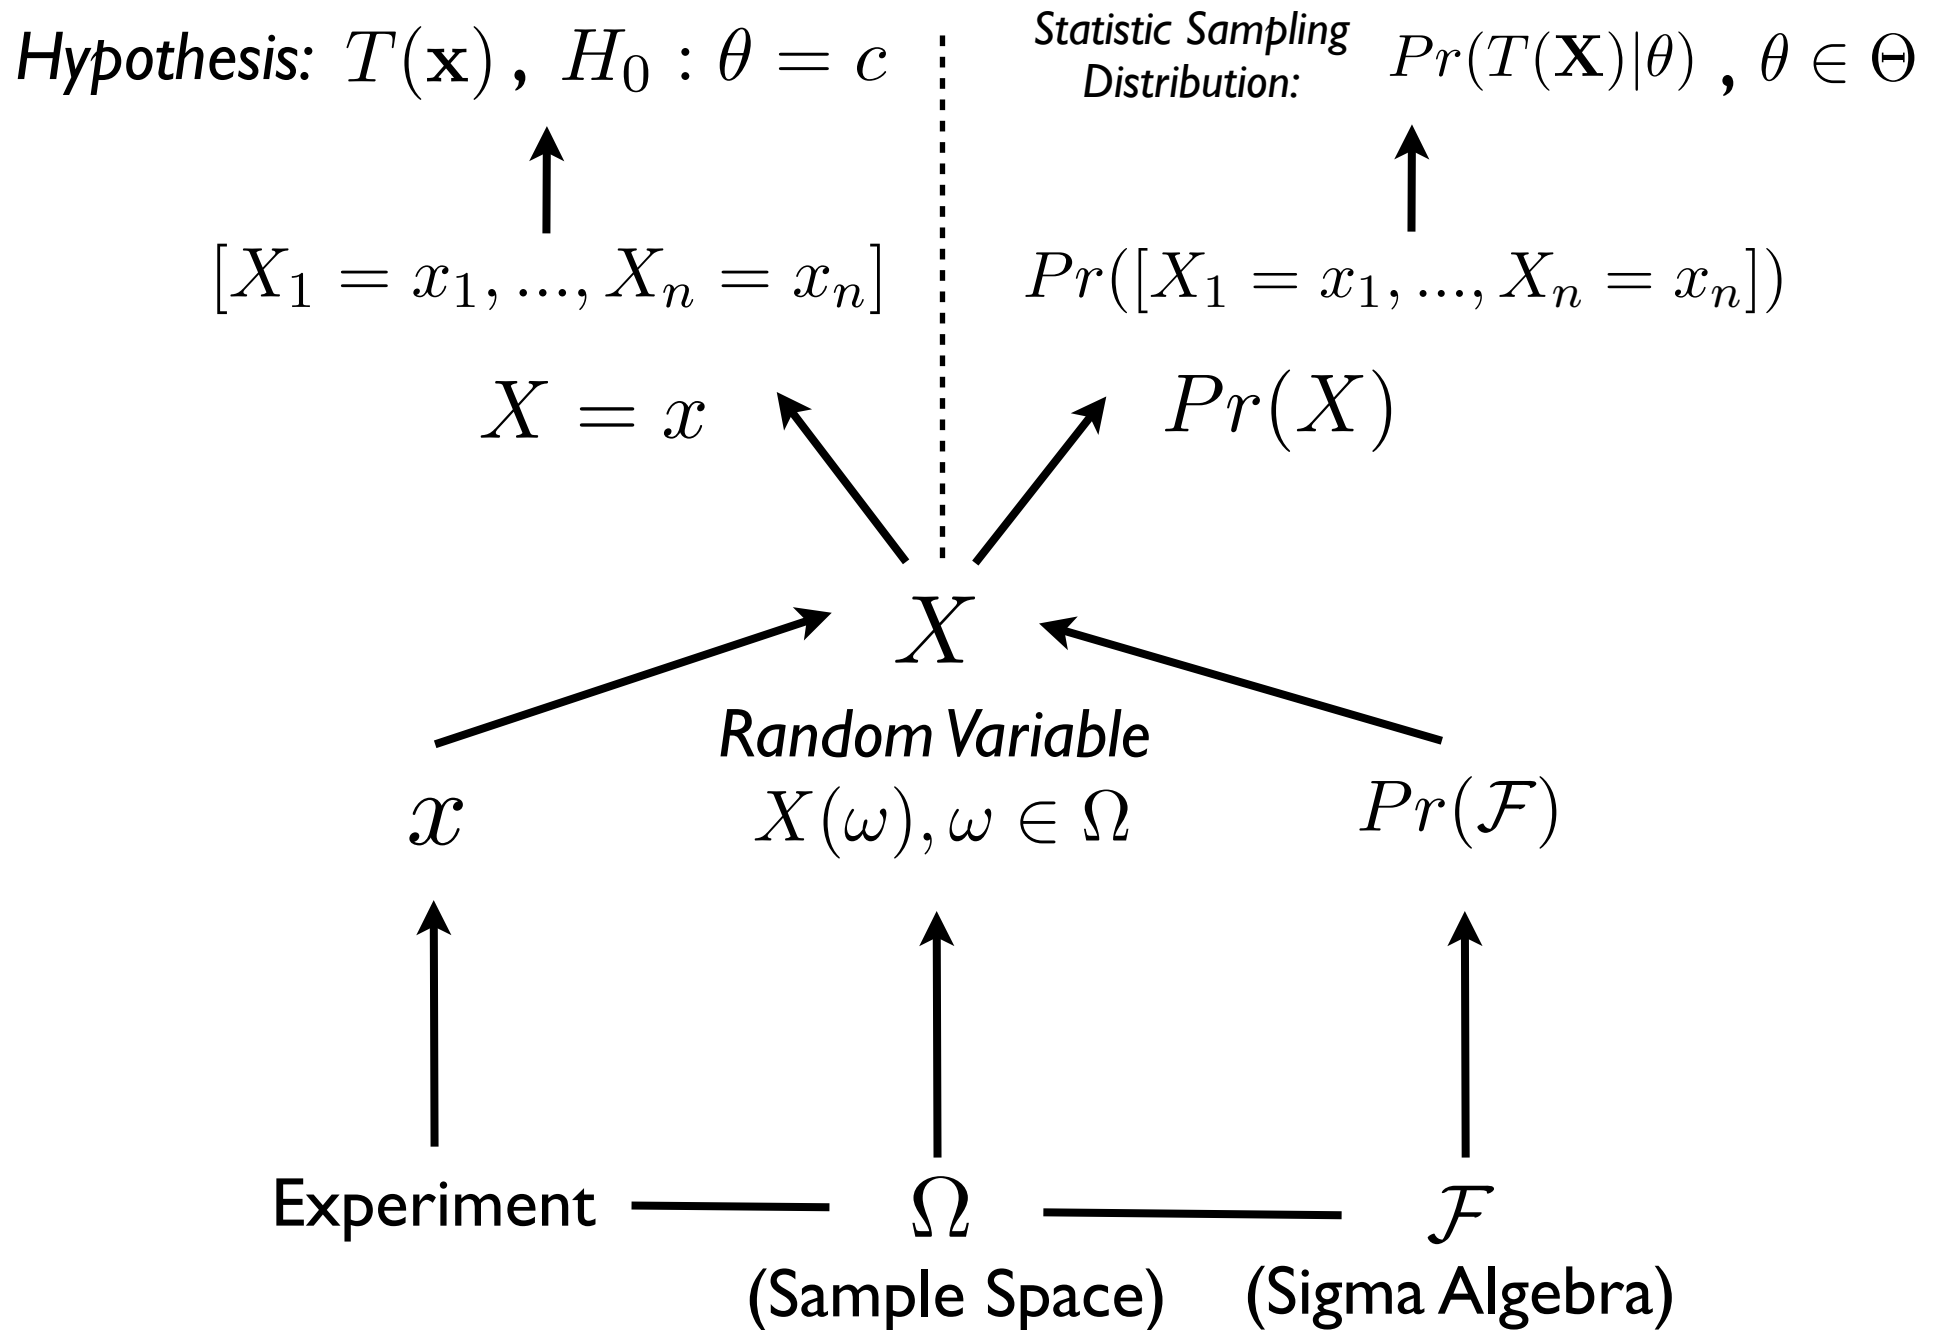 Hypothesis: T(𝐱) , H₀ : θ = c
Statistic Sampling
Distribution:
Pr(T(𝐗)|θ) , θ ∈ Θ
[X₁ = x₁, ..., Xₙ = xₙ]
Pr([X₁ = x₁, ..., Xₙ = xₙ])
X = x
Pr(X)
X
Random Variable
x
X(ω), ω ∈ Ω
Pr(ℱ)
Experiment
Ω
ℱ
(Sample Space)
(Sigma Algebra)